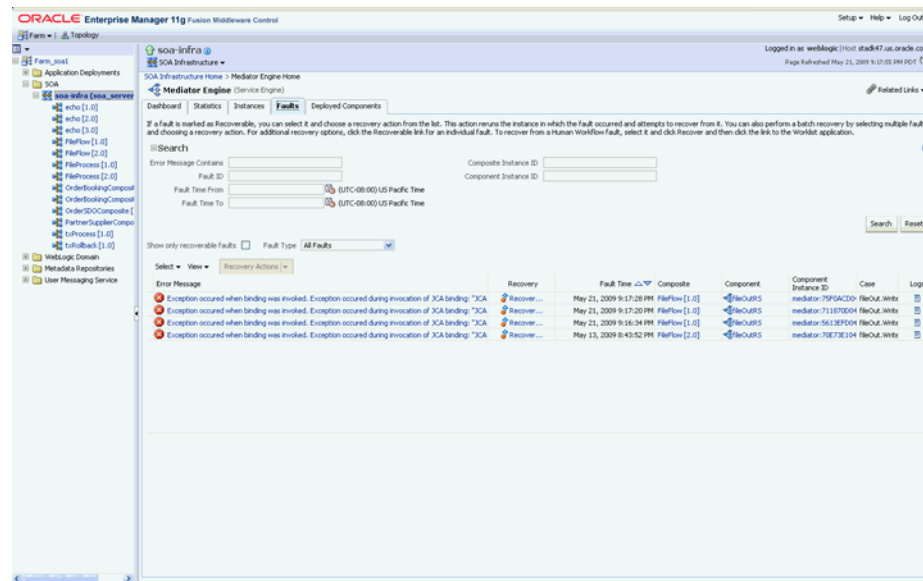 ORACLE Enterprise Manager 11g Fusion Middleware Control
Setup Help Log Out
Farm Topology
Farm_soa1
Application Deployments
SOA
soa-infra (soa_server
echo [1.0]
echo [2.0]
echo [3.0]
FileFlow [1.0]
FileFlow [2.0]
FileProcess [1.0]
FileProcess [2.0]
OrderBookingComposi
OrderBookingComposi
OrderSDOComposite [
PartnerSupplierCompo
txProcess [1.0]
txRollback [1.0]
WebLogic Domain
Metadata Repositories
User Messaging Service
soa-infra
Logged in as weblogic|Host stadk47.us.oracle.co
SOA Infrastructure
Page Refreshed May 21, 2009 9:17:55 PM PDT
SOA Infrastructure Home > Mediator Engine Home
Mediator Engine (Service Engine)
Related Links
Dashboard Statistics Instances Faults Deployed Components
If a fault is marked as Recoverable, you can select it and choose a recovery action from the list. This action reruns the instance in which the fault occurred and attempts to recover from it. You can also perform a batch recovery by selecting multiple fault
and choosing a recovery action. For additional recovery options, click the Recoverable link for an individual fault. To recover from a Human Workflow fault, select it and click Recover and then click the link to the Worklist application.
Search
Error Message Contains Composite Instance ID
Fault ID Component Instance ID
Fault Time From (UTC-08:00) US Pacific Time
Fault Time To (UTC-08:00) US Pacific Time
Search Reset
Show only recoverable faults Fault Type All Faults
Select View Recovery Actions
Error Message Recovery Fault Time Composite Component Component Instance ID Case Logs
Exception occured when binding was invoked. Exception occured during invocation of JCA binding: "JCA Recover... May 21, 2009 9:17:28 PM FileFlow [1.0] fileOutRS mediator:75F0ACD0 fileOut.Write
Exception occured when binding was invoked. Exception occured during invocation of JCA binding: "JCA Recover... May 21, 2009 9:17:20 PM FileFlow [1.0] fileOutRS mediator:711870D04 fileOut.Write
Exception occured when binding was invoked. Exception occured during invocation of JCA binding: "JCA Recover... May 21, 2009 9:16:34 PM FileFlow [1.0] fileOutRS mediator:5613EFD04 fileOut.Write
Exception occured when binding was invoked. Exception occured during invocation of JCA binding: "JCA Recover... May 13, 2009 8:43:52 PM FileFlow [2.0] fileOutRS mediator:70E73E104 fileOut.Write